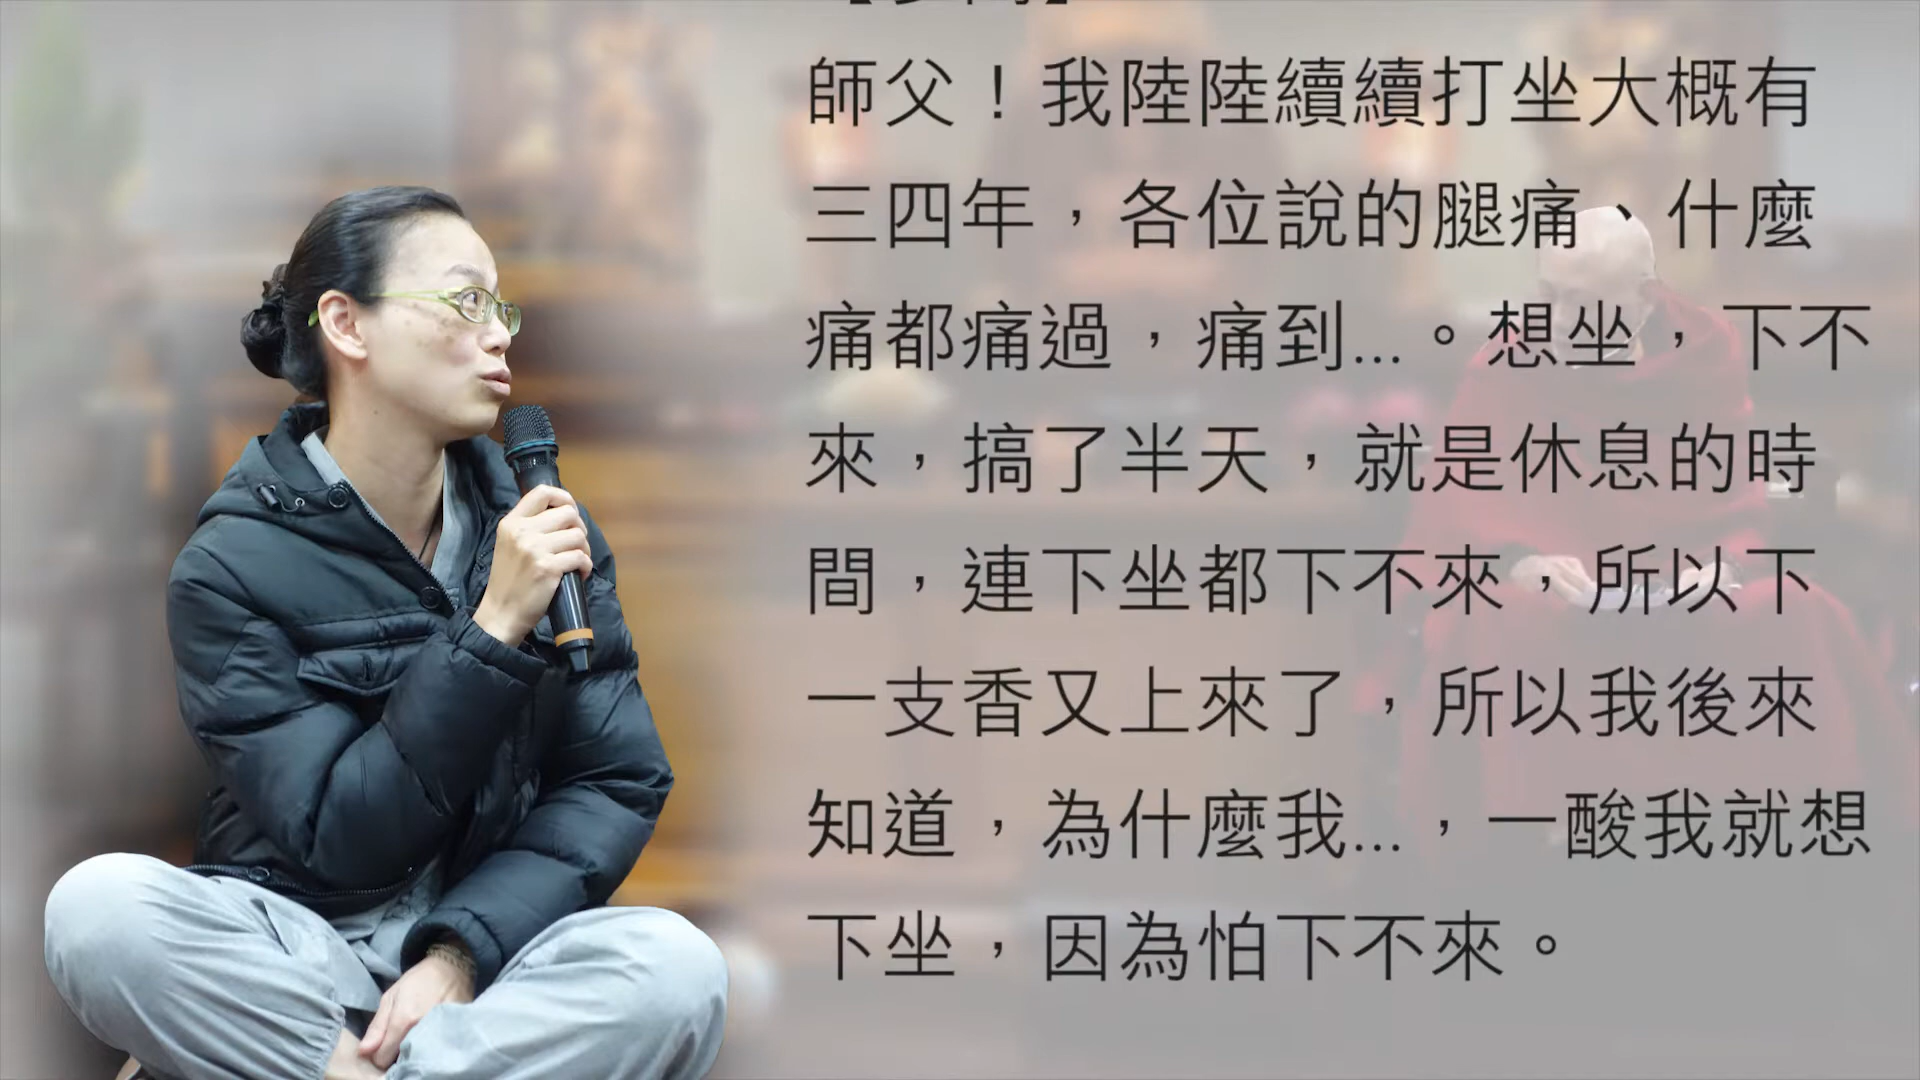 師父！我陸陸續續打坐大概有
三四年，各位說的腿痛、什麼
痛都痛過，痛到...。想坐，下不
來，搞了半天，就是休息的時
間，連下坐都下不來，所以下
一支香又上來了，所以我後來
知道，為什麼我...，一酸我就想
下坐，因為怕下不來。